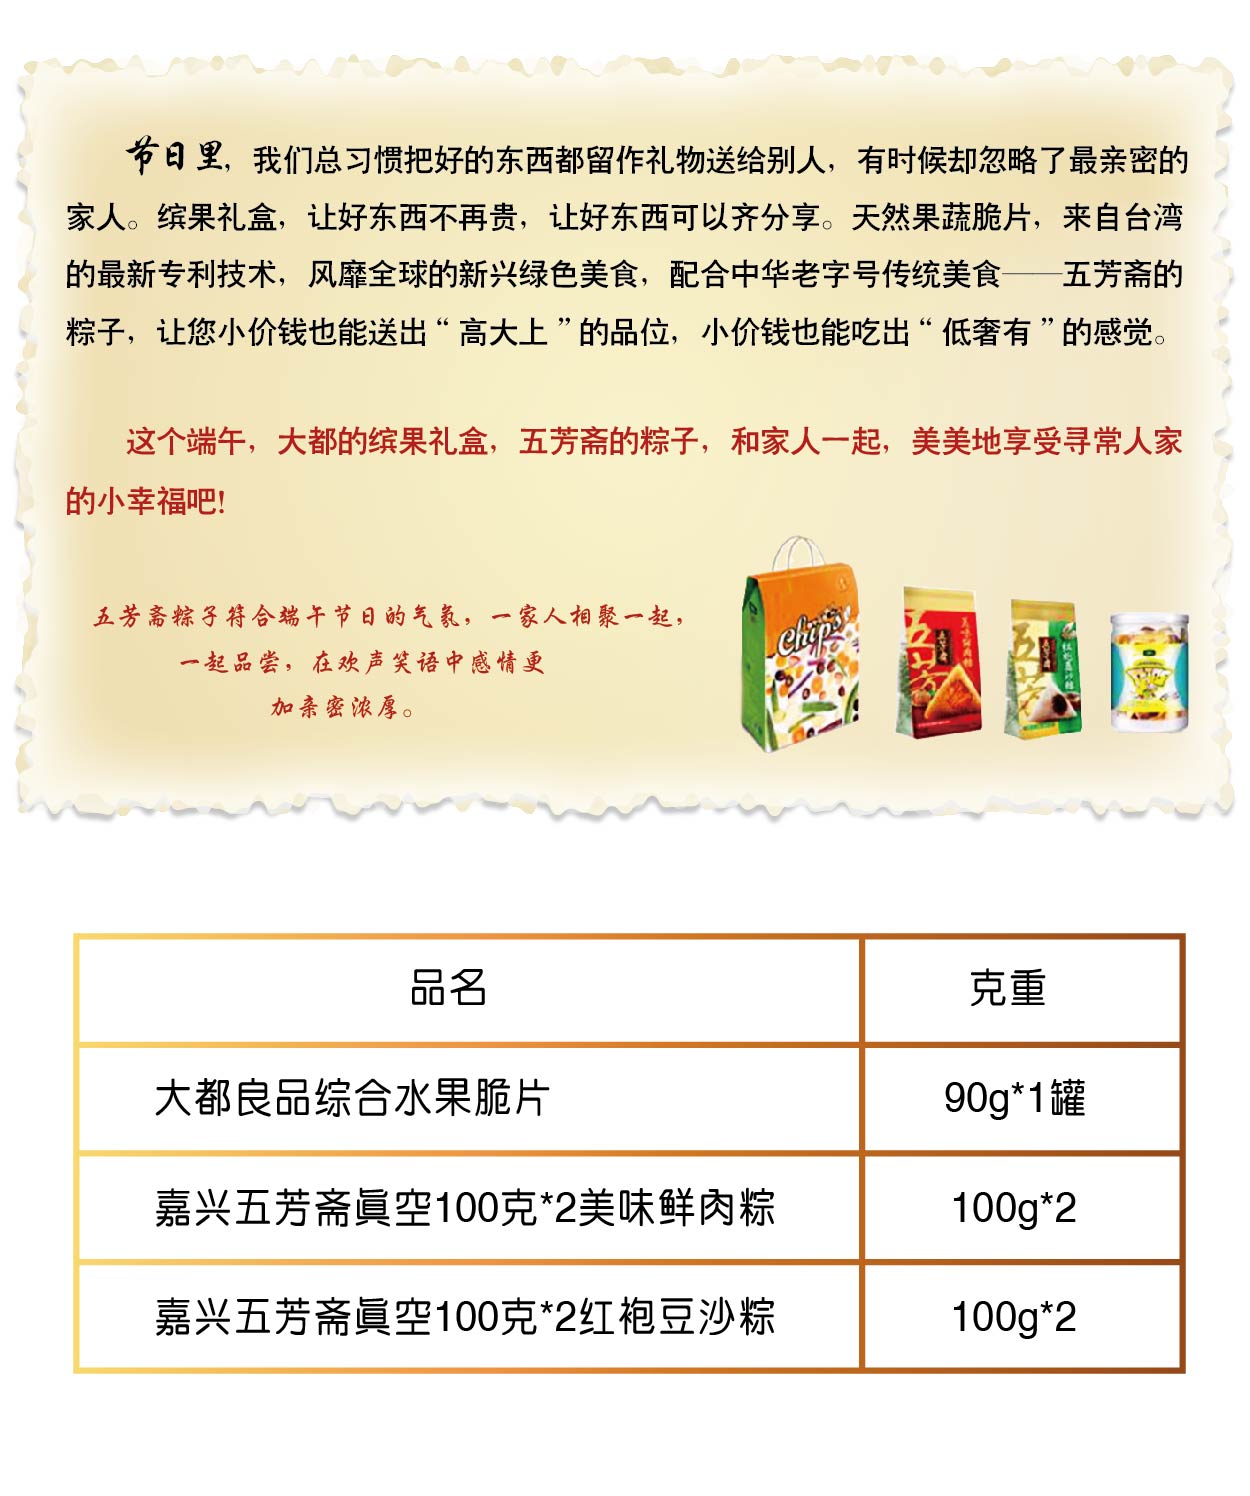 节日里，我们总习惯把好的东西都留作礼物送给别人，有时候却忽略了最亲密的
家人。缤果礼盒，让好东西不再贵，让好东西可以齐分享。天然果蔬脆片，来自台湾
的最新专利技术，风靡全球的新兴绿色美食，配合中华老字号传统美食——五芳斋的
粽子，让您小价钱也能送出“高大上”的品位，小价钱也能吃出“低奢有”的感觉。
这个端午，大都的缤果礼盒，五芳斋的粽子，和家人一起，美美地享受寻常人家
的小幸福吧！
五芳斋粽子符合端午节日的气氛，一家人相聚一起，
一起品尝，在欢声笑语中感情更
加亲密浓厚。
Chips
五芳
五芳
品名 克重
大都良品综合水果脆片 90g*1罐
嘉兴五芳斋真空100克*2美味鲜肉粽 100g*2
嘉兴五芳斋真空100克*2红袍豆沙粽 100g*2